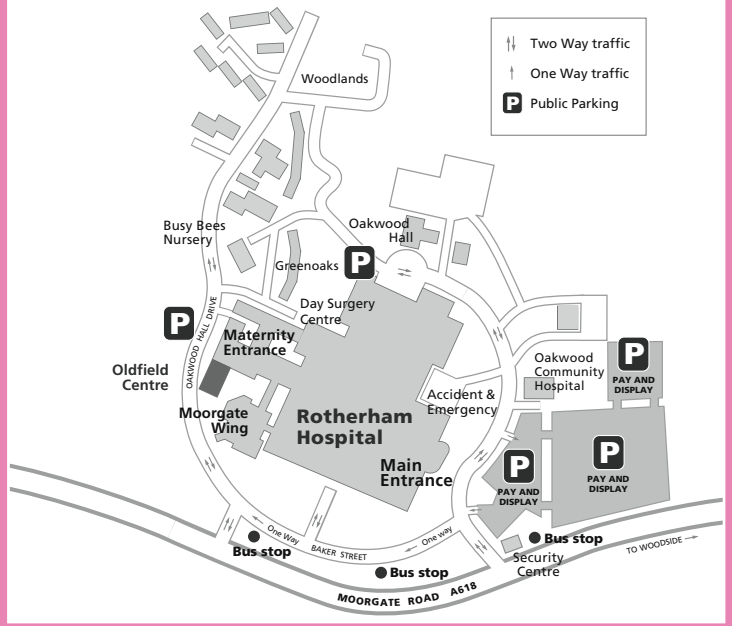 Two Way traffic
One Way traffic
P Public Parking
Woodlands
Busy Bees
Nursery
Oakwood
Hall
Greenoaks
P
Day Surgery
Centre
P
OAKWOOD HALL DRIVE
Maternity
Entrance
Oldfield
Centre
Moorgate
Wing
Rotherham
Hospital
Accident &
Emergency
Main
Entrance
Oakwood
Community
Hospital
P
PAY AND
DISPLAY
P
PAY AND
DISPLAY
P
PAY AND
DISPLAY
One Way
BAKER STREET
One way
Bus stop
Bus stop
Bus stop
Security
Centre
TO WOODSIDE
MOORGATE ROAD A618